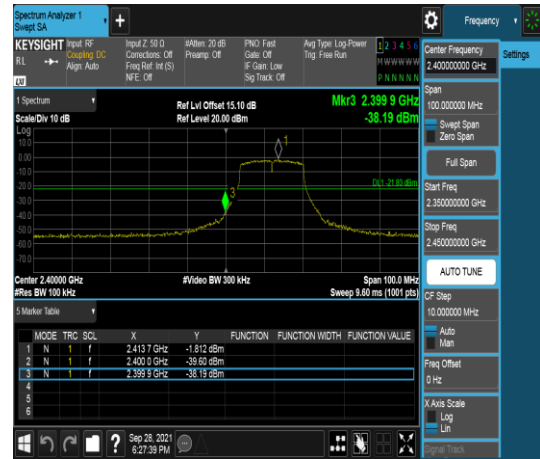 Spectrum Analyzer 1
Swept SA
+
Frequency
KEYSIGHT
Input: RF
Coupling: DC
Align: Auto
Input Z: 50 Ω
Corrections: Off
Freq Ref: Int (S)
NFE: Off
#Atten: 20 dB
Preamp: Off
PNO: Fast
Gate: Off
IF Gain: Low
Sig Track: Off
Avg Type: Log-Power
Trig: Free Run
1 2 3 4 5 6
M W W W W W
P N N N N N
RL
LXI
1 Spectrum
Scale/Div 10 dB
Ref Lvl Offset 15.10 dB
Ref Level 20.00 dBm
Mkr3 2.399 9 GHz
-38.19 dBm
Log
10.0
0.00
-10.0
-20.0
-30.0
-40.0
-50.0
-60.0
-70.0
1
3
DL1 -21.80 dBm
Center 2.40000 GHz
#Res BW 100 kHz
#Video BW 300 kHz
Span 100.0 MHz
Sweep 9.60 ms (1001 pts)
5 Marker Table
MODE TRC SCL X Y FUNCTION FUNCTION WIDTH FUNCTION VALUE
1 N 1 f 2.413 7 GHz -1.812 dBm
2 N 1 f 2.400 0 GHz -39.60 dBm
3 N 1 f 2.399 9 GHz -38.19 dBm
4
5
6
?
Sep 28, 2021
6:27:39 PM
Settings
Center Frequency
2.400000000 GHz
Span
100.000000 MHz
Swept Span
Zero Span
Full Span
Start Freq
2.350000000 GHz
Stop Freq
2.450000000 GHz
AUTO TUNE
CF Step
10.000000 MHz
Auto
Man
Freq Offset
0 Hz
X Axis Scale
Log
Lin
Signal Track